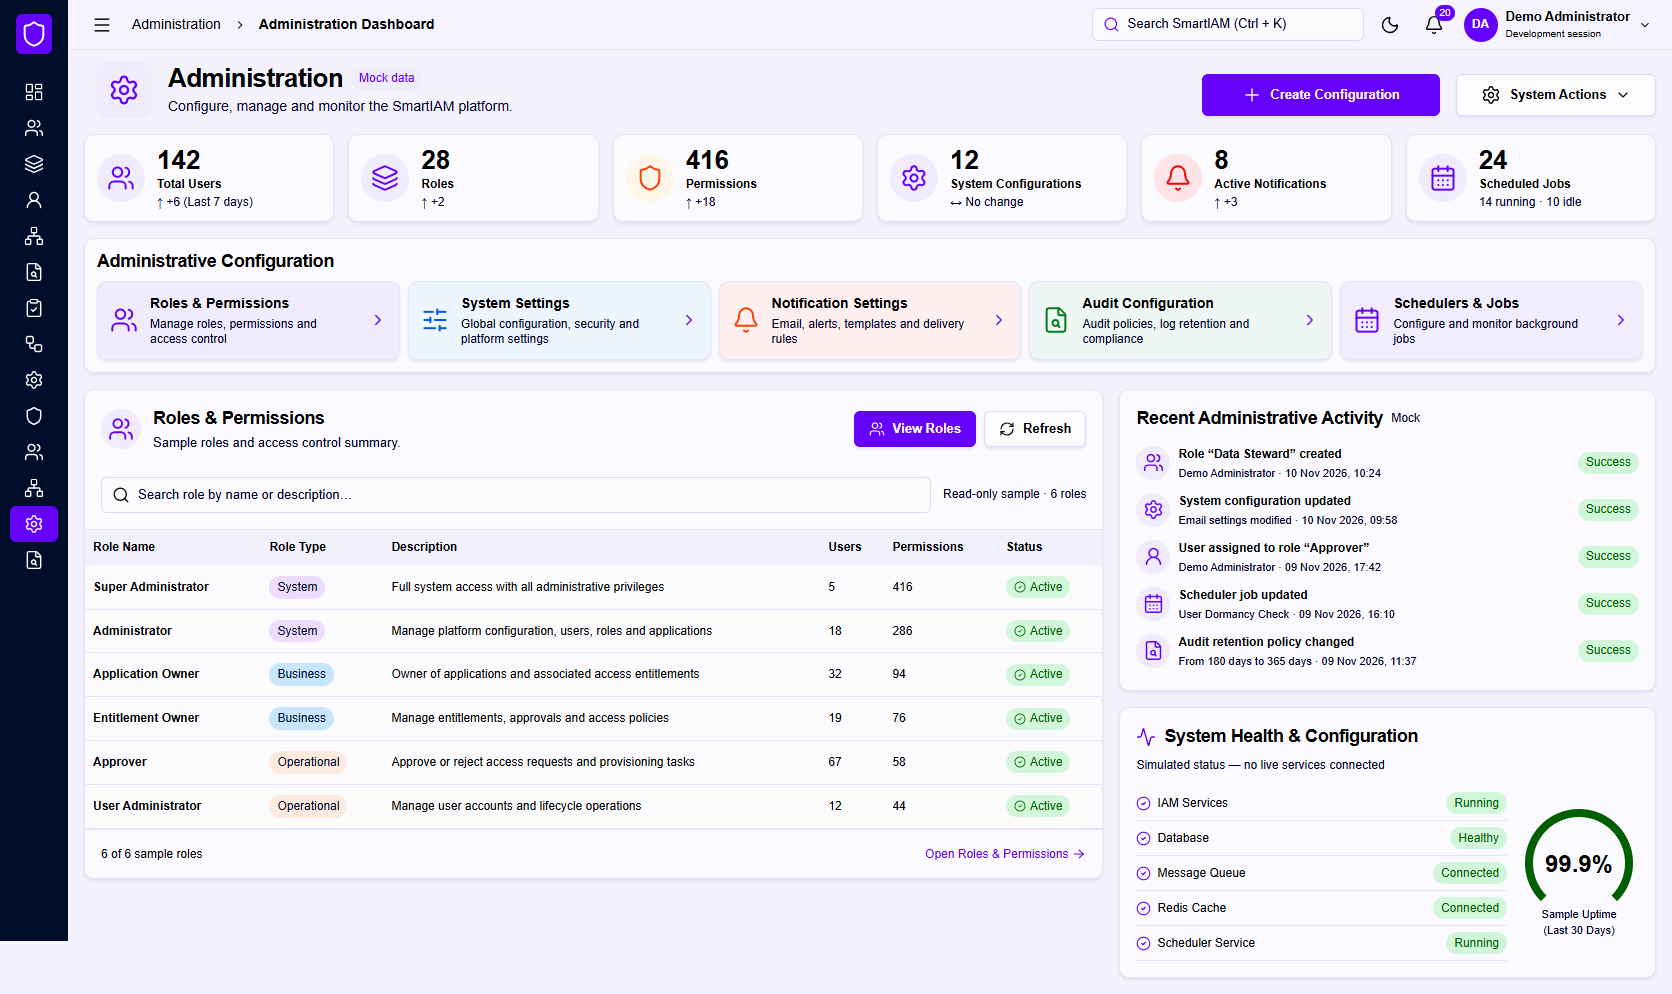 Administration > Administration Dashboard
Search SmartIAM (Ctrl + K)
20
DA
Demo Administrator
Development session
Administration
Mock data
Configure, manage and monitor the SmartIAM platform.
+ Create Configuration
System Actions
142
Total Users
↑ +6 (Last 7 days)
28
Roles
↑ +2
416
Permissions
↑ +18
12
System Configurations
↔ No change
8
Active Notifications
↑ +3
24
Scheduled Jobs
14 running · 10 idle
Administrative Configuration
Roles & Permissions
Manage roles, permissions and
access control
System Settings
Global configuration, security and
platform settings
Notification Settings
Email, alerts, templates and delivery
rules
Audit Configuration
Audit policies, log retention and
compliance
Schedulers & Jobs
Configure and monitor background
jobs
Roles & Permissions
Sample roles and access control summary.
View Roles
Refresh
Search role by name or description...
Read-only sample · 6 roles
Role Name Role Type Description Users Permissions Status
Super Administrator System Full system access with all administrative privileges 5 416 Active
Administrator System Manage platform configuration, users, roles and applications 18 286 Active
Application Owner Business Owner of applications and associated access entitlements 32 94 Active
Entitlement Owner Business Manage entitlements, approvals and access policies 19 76 Active
Approver Operational Approve or reject access requests and provisioning tasks 67 58 Active
User Administrator Operational Manage user accounts and lifecycle operations 12 44 Active
6 of 6 sample roles
Open Roles & Permissions →
Recent Administrative Activity Mock
Role “Data Steward” created
Demo Administrator · 10 Nov 2026, 10:24
Success
System configuration updated
Email settings modified · 10 Nov 2026, 09:58
Success
User assigned to role “Approver”
Demo Administrator · 09 Nov 2026, 17:42
Success
Scheduler job updated
User Dormancy Check · 09 Nov 2026, 16:10
Success
Audit retention policy changed
From 180 days to 365 days · 09 Nov 2026, 11:37
Success
System Health & Configuration
Simulated status — no live services connected
IAM Services Running
Database Healthy
Message Queue Connected
Redis Cache Connected
Scheduler Service Running
99.9%
Sample Uptime
(Last 30 Days)